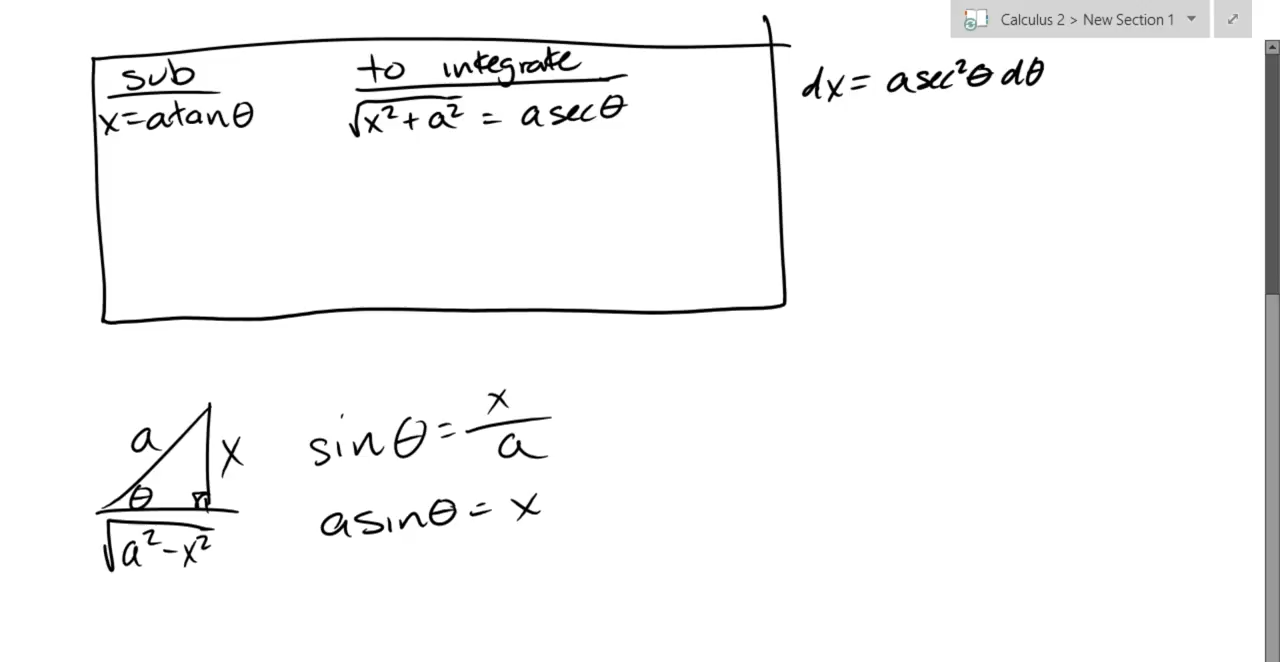 Calculus 2 > New Section 1
sub to integrate
x=atanθ √x²+a² = asecθ
dx= asec²θ dθ
a
x
θ
√a²-x²
sinθ= x/a
asinθ= x